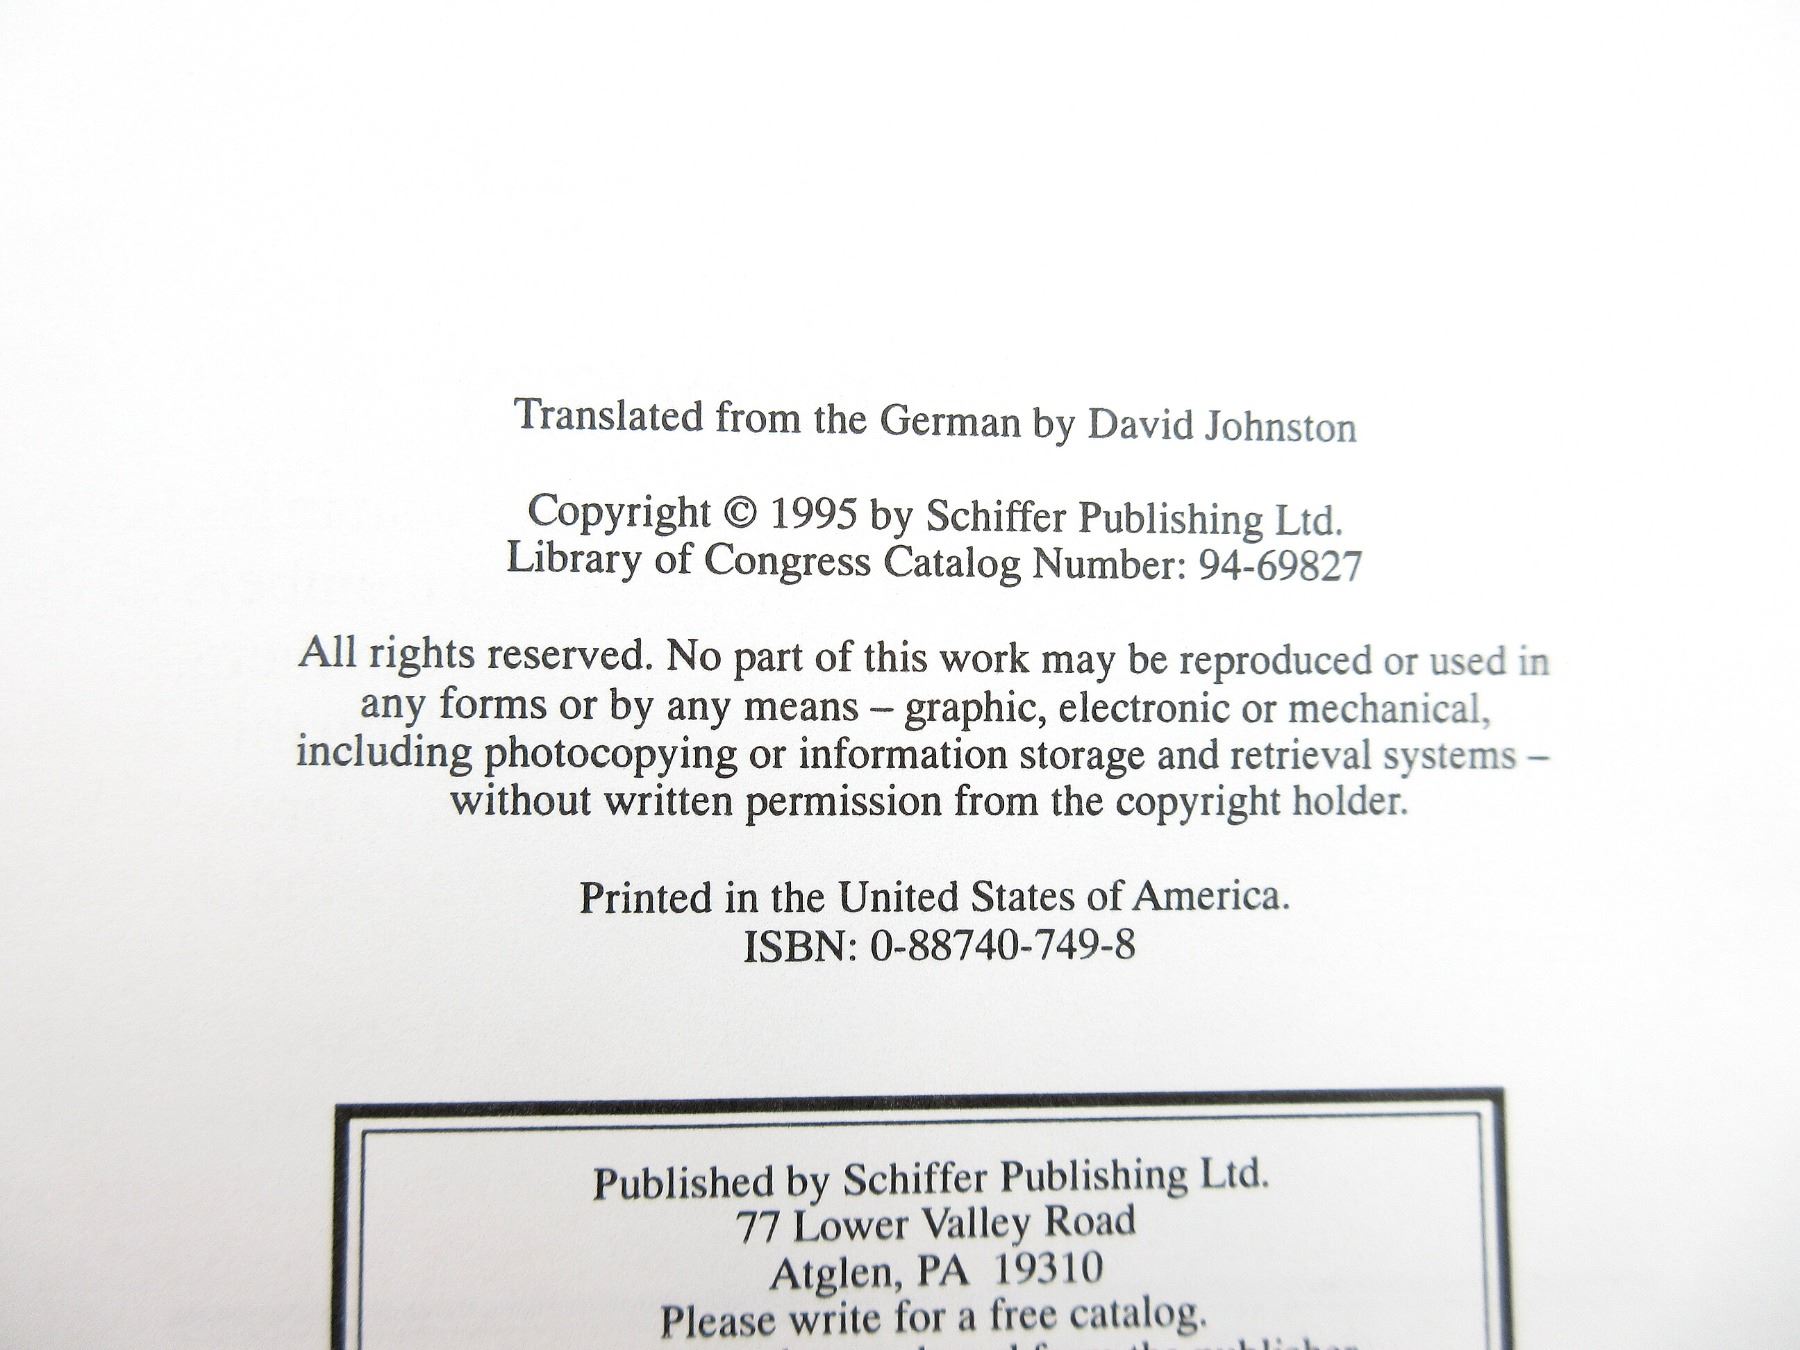 Translated from the German by David Johnston
Copyright © 1995 by Schiffer Publishing Ltd.
Library of Congress Catalog Number: 94-69827
All rights reserved. No part of this work may be reproduced or used in
any forms or by any means – graphic, electronic or mechanical,
including photocopying or information storage and retrieval systems –
without written permission from the copyright holder.
Printed in the United States of America.
ISBN: 0-88740-749-8
Published by Schiffer Publishing Ltd.
77 Lower Valley Road
Atglen, PA 19310
Please write for a free catalog.
from the publisher